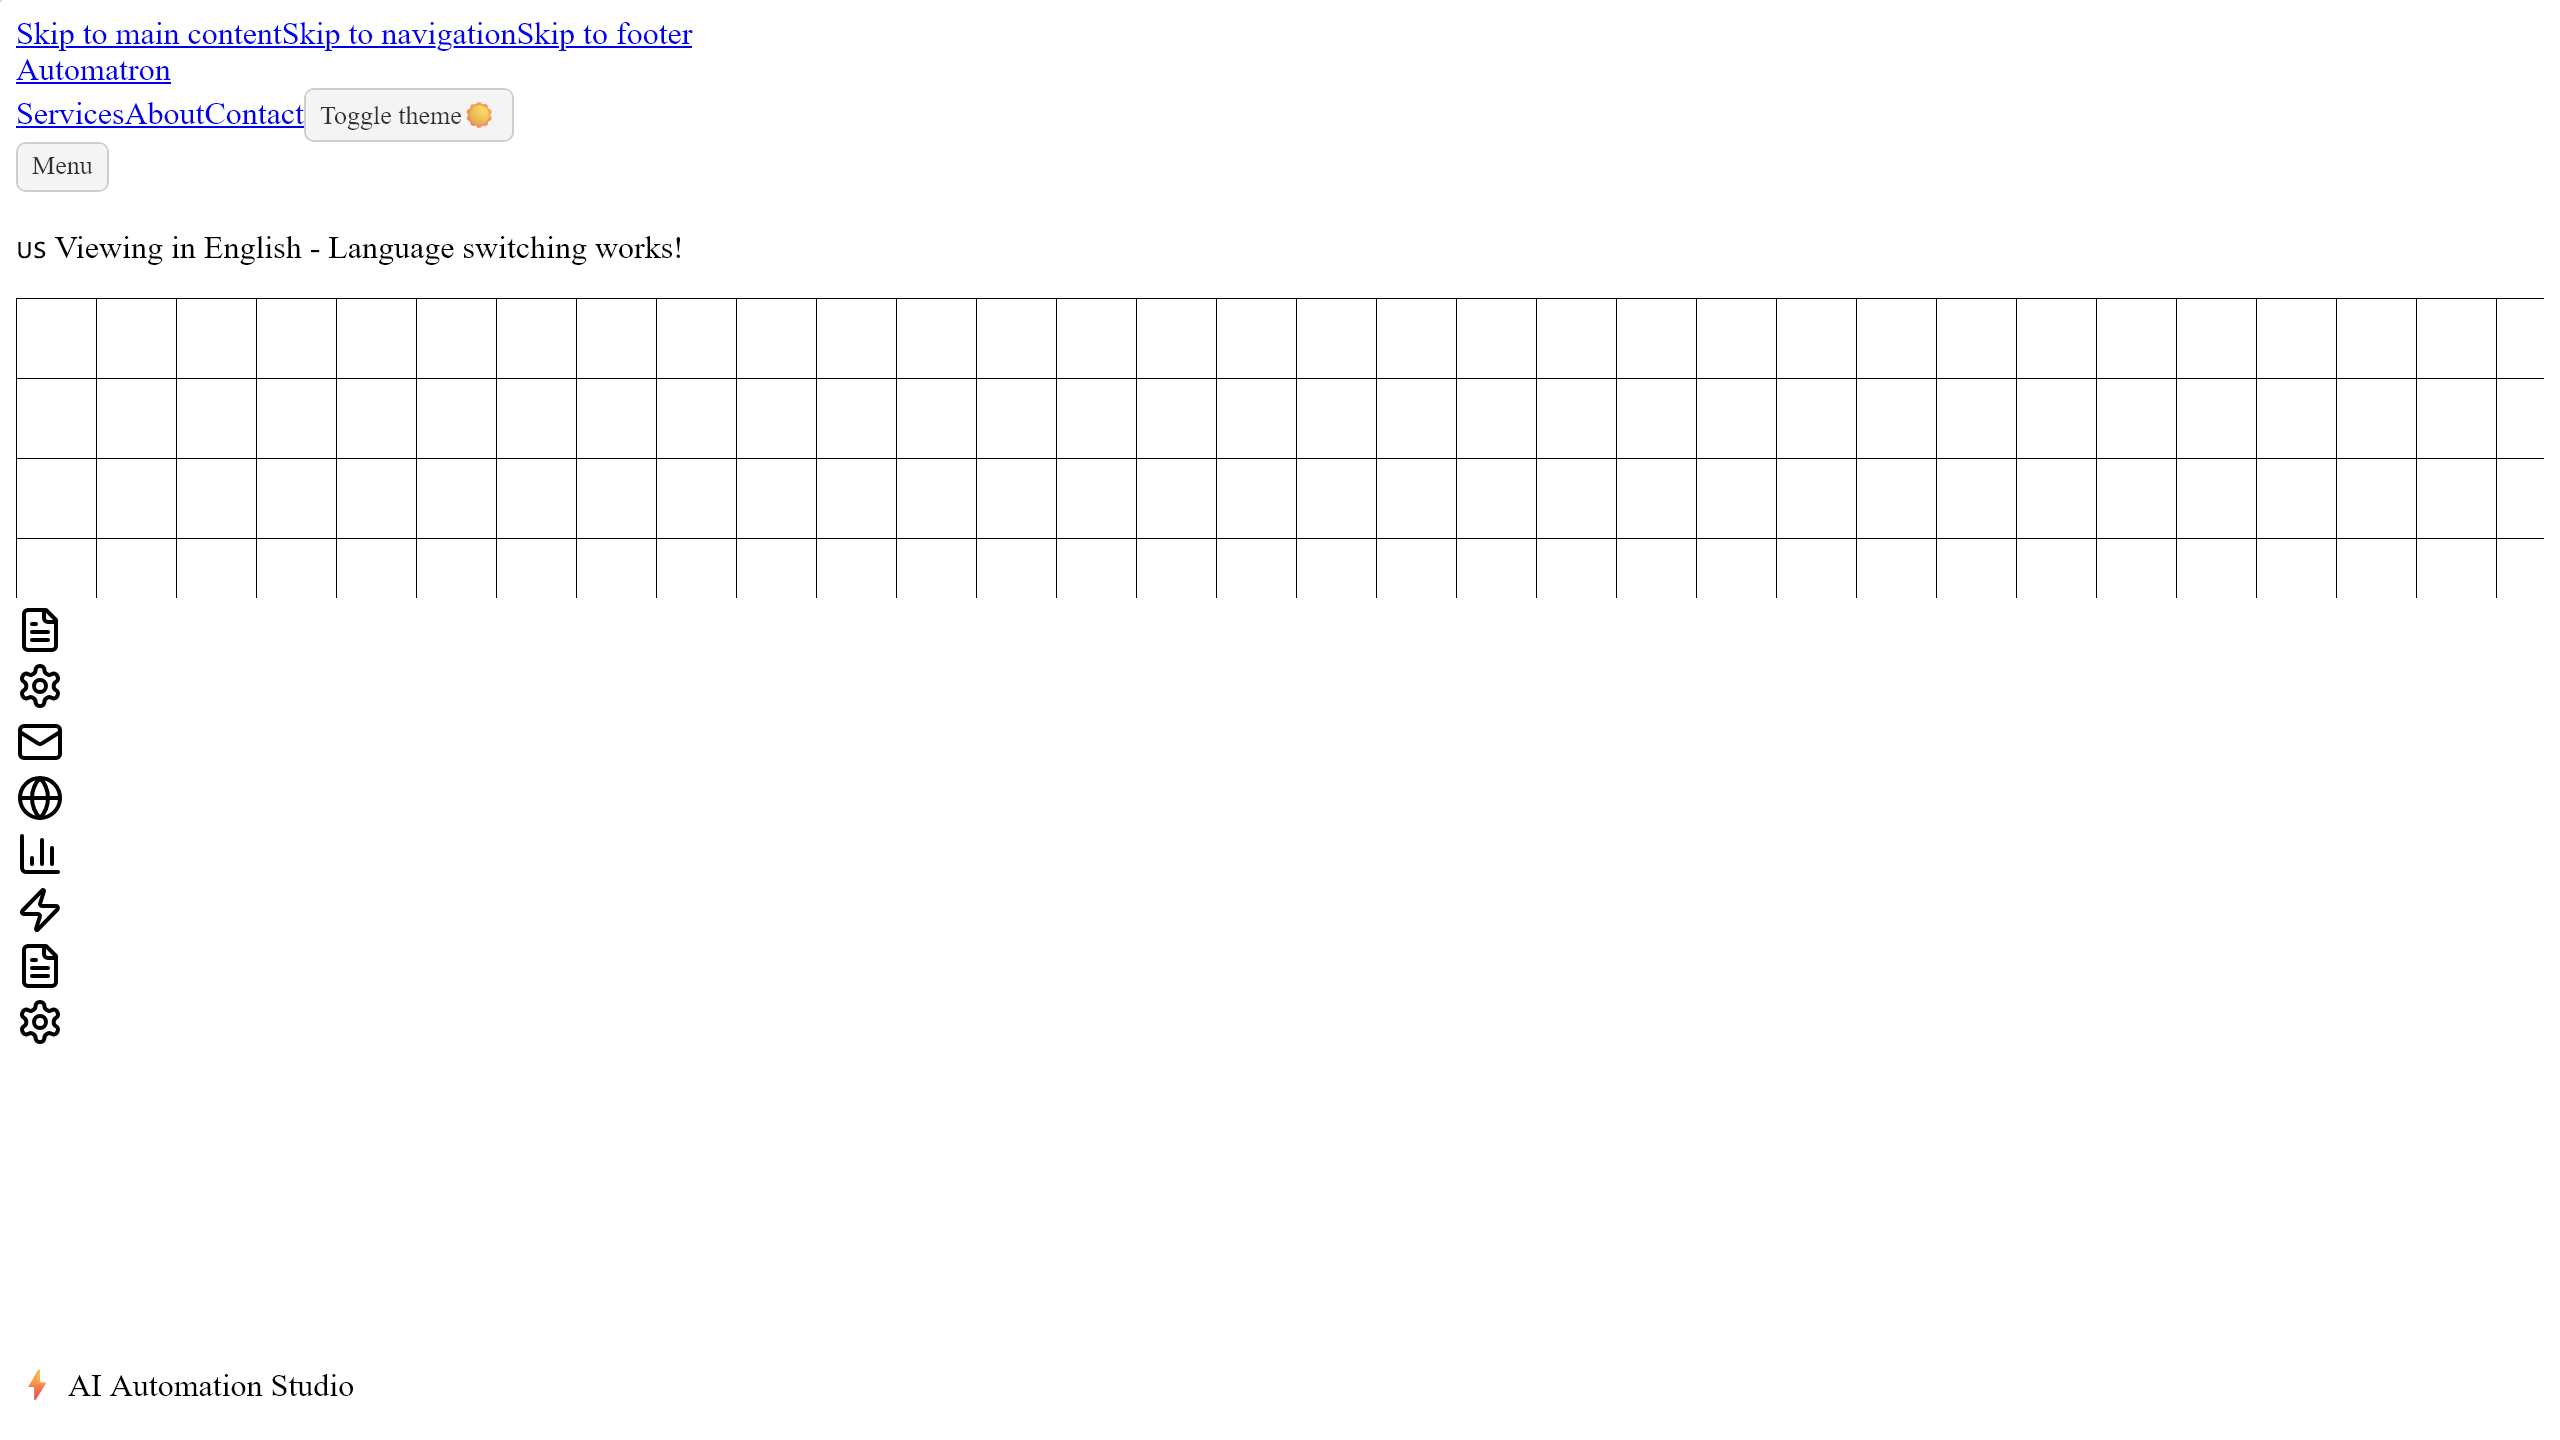 Skip to main contentSkip to navigationSkip to footer
Automatron
ServicesAboutContact Toggle theme
Menu
US Viewing in English - Language switching works!
AI Automation Studio